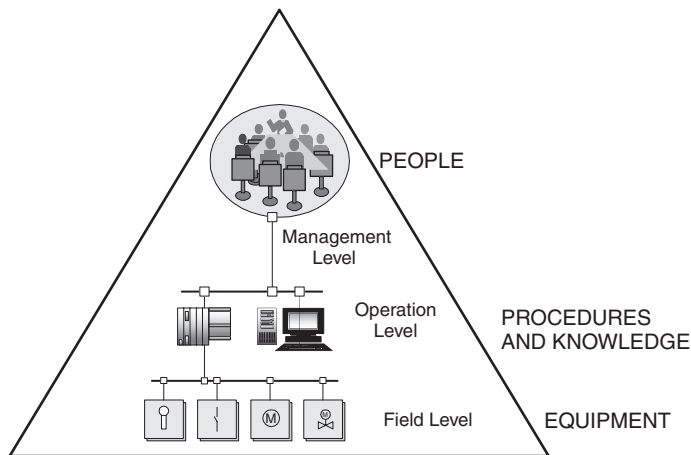 PEOPLE
Management
Level
Operation
Level
PROCEDURES
AND KNOWLEDGE
M
M
Field Level
EQUIPMENT